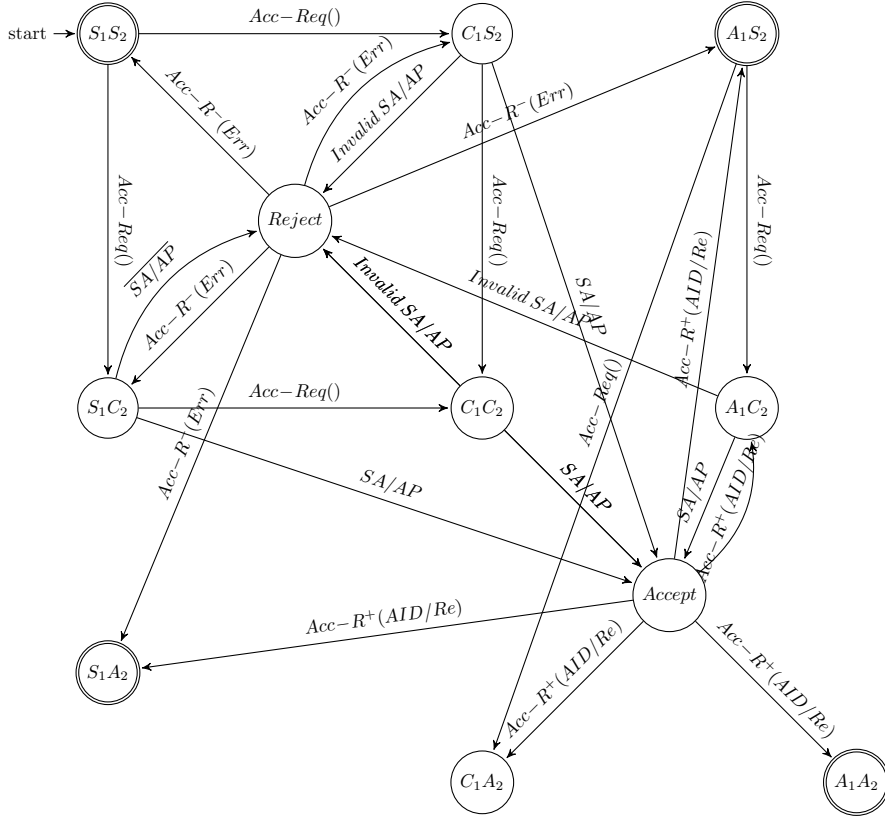 start
S₁S₂
Acc−Req()
C₁S₂
A₁S₂
Acc−R⁻(Err)
Acc−R⁻(Err)
Invalid SA/AP
Acc−R⁻(Err)
Acc−Req()
Reject
Acc−Req()
Acc−Req()
S̅A̅/̅A̅P̅
Acc−R⁻(Err)
Invalid SA/AP
SA/AP
Invalid SA/AP
Acc−R⁺(AID/Re)
Acc−Req()
S₁C₂
Acc−Req()
C₁C₂
A₁C₂
Acc−R⁻(Err)
SA/AP
SA/AP
SA/AP
Acc−R⁺(AID/Re)
Accept
Acc−R⁺(AID/Re)
S₁A₂
Acc−R⁺(AID/Re)
Acc−R⁺(AID/Re)
C₁A₂
A₁A₂